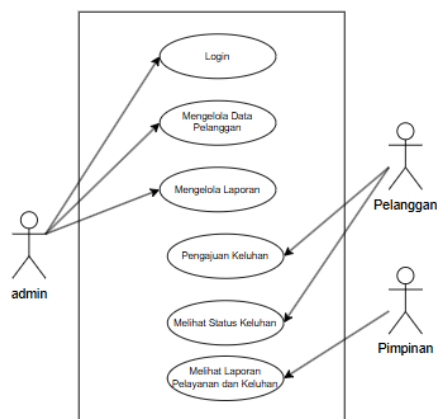 Login
Mengelola Data
Pelanggan
Mengelola Laporan
Pengajuan Keluhan
Melihat Status Keluhan
Melihat Laporan
Pelayanan dan Keluhan
admin
Pelanggan
Pimpinan